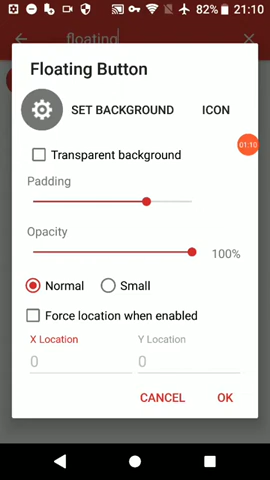 82% 21:10
floating
Floating Button
SET BACKGROUND ICON
01:10
Transparent background
Padding
Opacity
100%
Normal Small
Force location when enabled
X Location Y Location
0 0
CANCEL OK